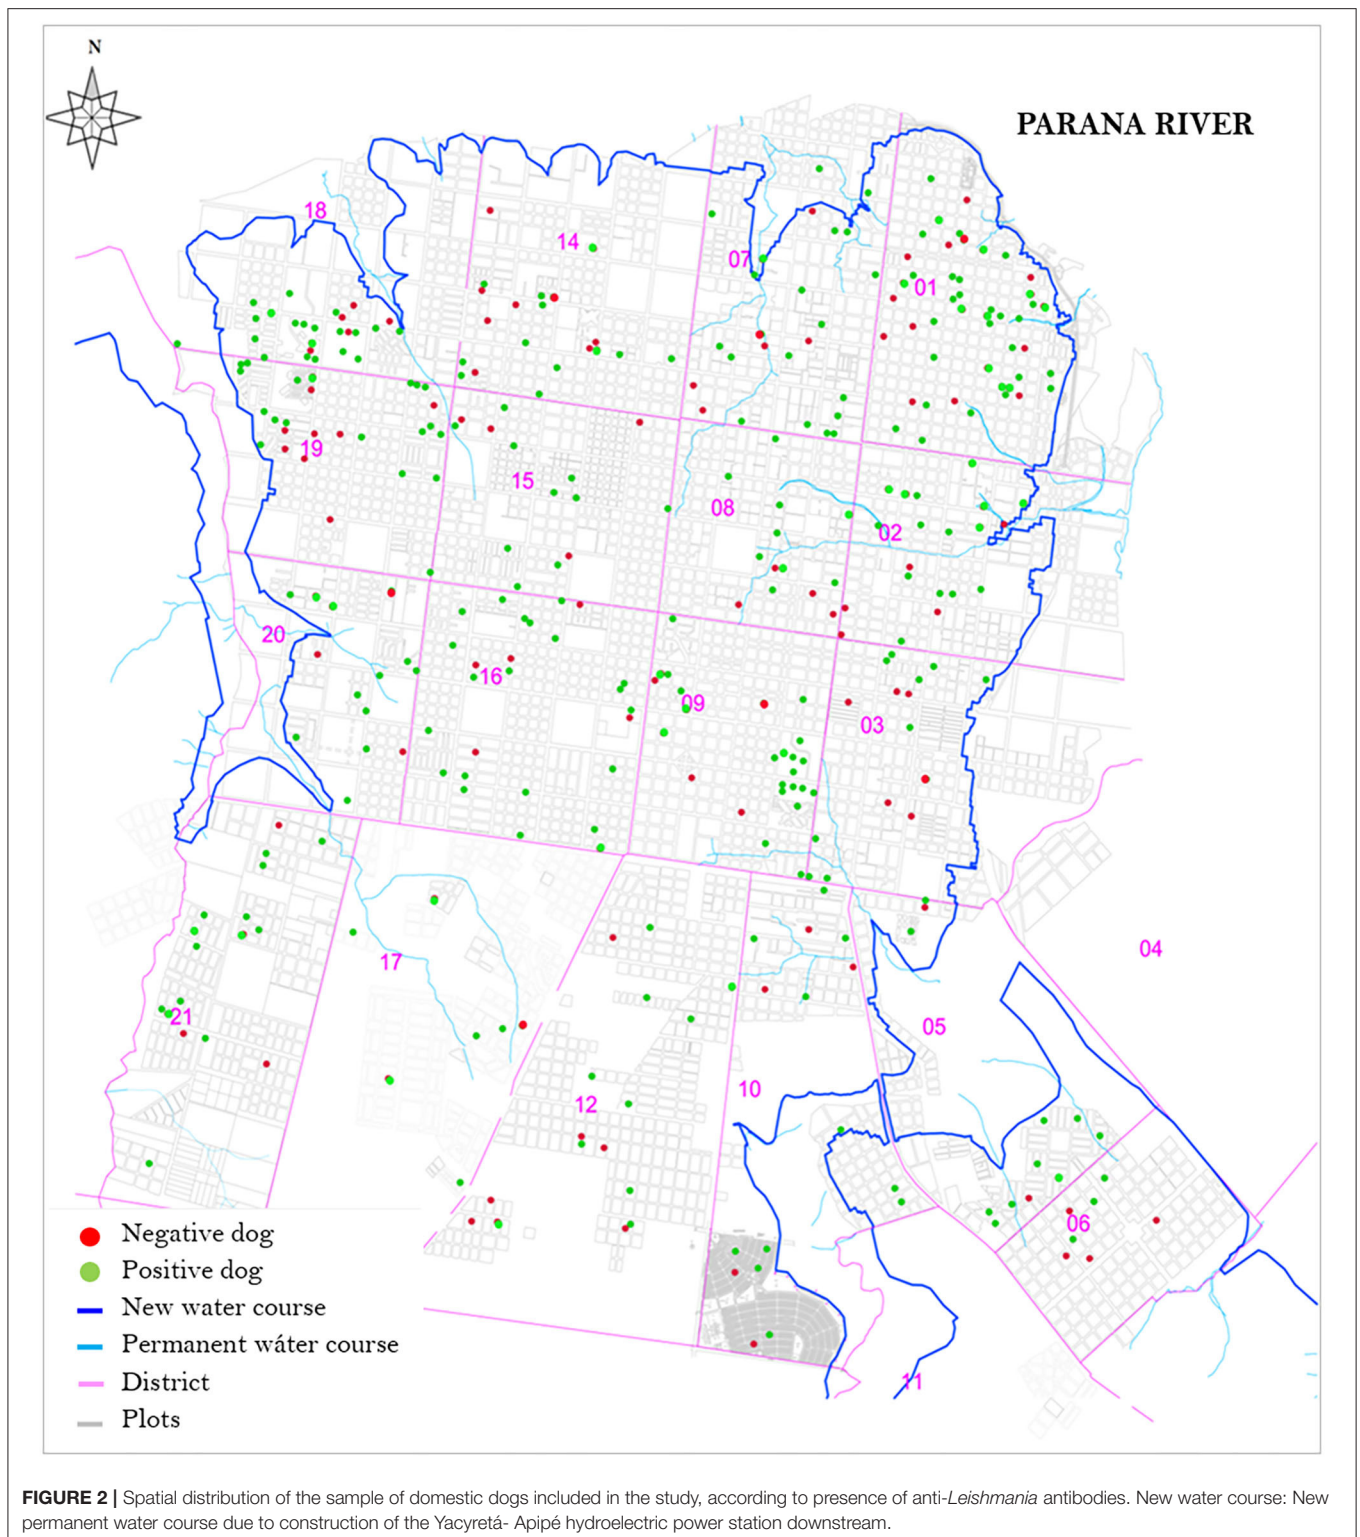 N
PARANA RIVER
18
14
07
01
19
15
08
02
20
16
09
03
17
04
21
05
10
12
06
11
Negative dog
Positive dog
New water course
Permanent wáter course
District
Plots
FIGURE 2 | Spatial distribution of the sample of domestic dogs included in the study, according to presence of anti-Leishmania antibodies. New water course: New
permanent water course due to construction of the Yacyretá- Apipé hydroelectric power station downstream.